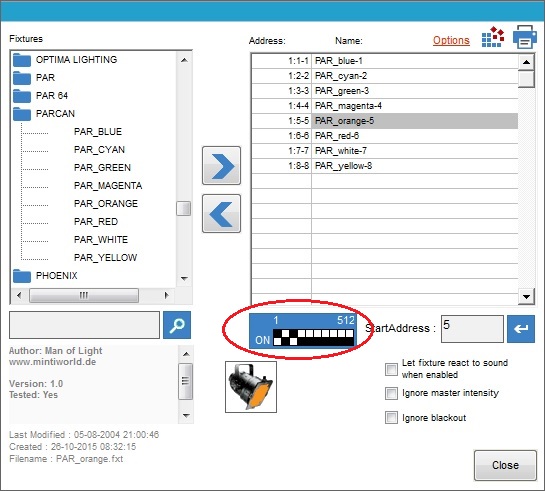 Fixtures
OPTIMA LIGHTING
PAR
PAR 64
PARCAN
PAR_BLUE
PAR_CYAN
PAR_GREEN
PAR_MAGENTA
PAR_ORANGE
PAR_RED
PAR_WHITE
PAR_YELLOW
PHOENIX
Author: Man of Light
www.mintiworld.de
Version: 1.0
Tested: Yes
Last Modified : 05-08-2004 21:00:46
Created : 26-10-2015 08:32:15
Filename : PAR_orange.fxt
Address: Name: Options
1:1-1 PAR_blue-1
1:2-2 PAR_cyan-2
1:3-3 PAR_green-3
1:4-4 PAR_magenta-4
1:5-5 PAR_orange-5
1:6-6 PAR_red-6
1:7-7 PAR_white-7
1:8-8 PAR_yellow-8
1 512
ON
StartAddress : 5
Let fixture react to sound
when enabled
Ignore master intensity
Ignore blackout
Close